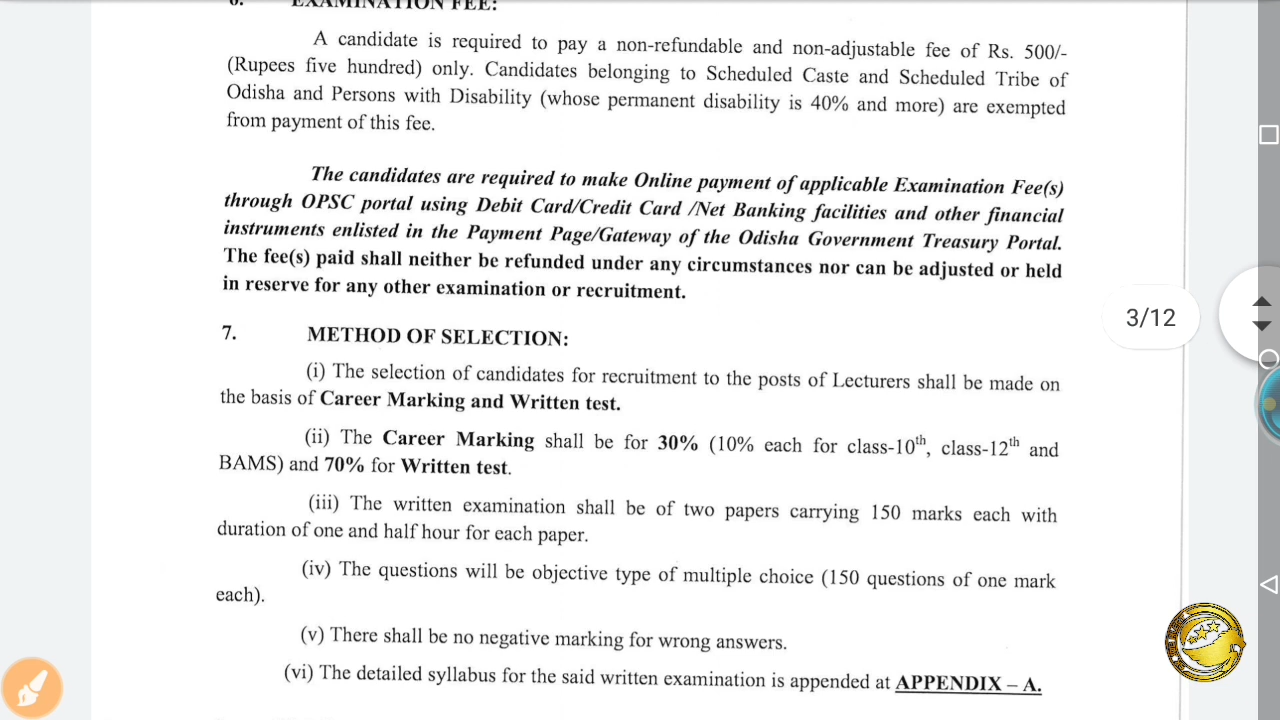 6. EXAMINATION FEE:
A candidate is required to pay a non-refundable and non-adjustable fee of Rs. 500/-
(Rupees five hundred) only. Candidates belonging to Scheduled Caste and Scheduled Tribe of
Odisha and Persons with Disability (whose permanent disability is 40% and more) are exempted
from payment of this fee.
The candidates are required to make Online payment of applicable Examination Fee(s)
through OPSC portal using Debit Card/Credit Card /Net Banking facilities and other financial
instruments enlisted in the Payment Page/Gateway of the Odisha Government Treasury Portal.
The fee(s) paid shall neither be refunded under any circumstances nor can be adjusted or held
in reserve for any other examination or recruitment.
7. METHOD OF SELECTION:
(i) The selection of candidates for recruitment to the posts of Lecturers shall be made on
the basis of Career Marking and Written test.
(ii) The Career Marking shall be for 30% (10% each for class-10th, class-12th and
BAMS) and 70% for Written test.
(iii) The written examination shall be of two papers carrying 150 marks each with
duration of one and half hour for each paper.
(iv) The questions will be objective type of multiple choice (150 questions of one mark
each).
(v) There shall be no negative marking for wrong answers.
(vi) The detailed syllabus for the said written examination is appended at APPENDIX – A.
3/12